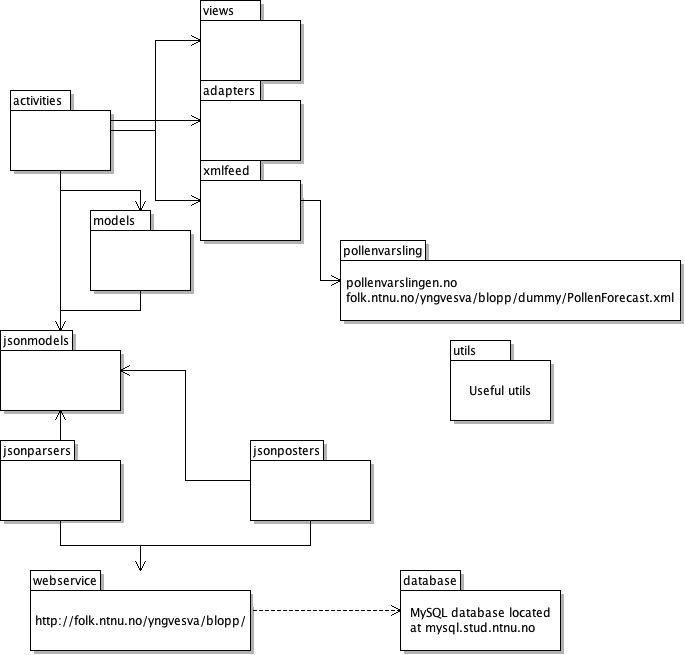 views
adapters
activities
xmlfeed
models
pollenvarsling
pollenvarslingen.no
folk.ntnu.no/yngvesva/blopp/dummy/PollenForecast.xml
jsonmodels
utils
Useful utils
jsonparsers
jsonposters
webservice
http://folk.ntnu.no/yngvesva/blopp/
database
MySQL database located
at mysql.stud.ntnu.no